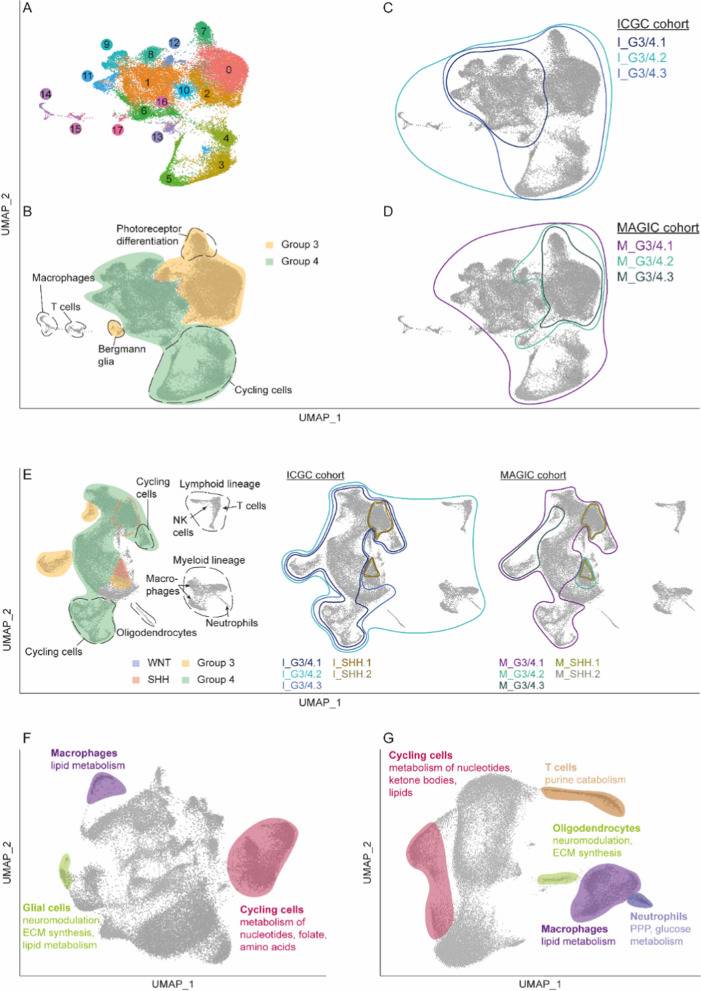 A
7
9
12
8
11
1
0
10
2
14
16
6
15
17
13
4
3
5
UMAP_2
B
Photoreceptor
differentiation
Group 3
Group 4
Macrophages
T cells
Bergmann
glia
Cycling cells
C
ICGC cohort
I_G3/4.1
I_G3/4.2
I_G3/4.3
D
MAGIC cohort
M_G3/4.1
M_G3/4.2
M_G3/4.3
UMAP_1
E
Cycling
cells
Lymphoid lineage
NK
cells
T cells
Myeloid lineage
Macro-
phages
Neutrophils
Oligodendrocytes
Cycling cells
WNT
Group 3
SHH
Group 4
ICGC cohort
I_G3/4.1
I_SHH.1
I_G3/4.2
I_SHH.2
I_G3/4.3
MAGIC cohort
M_G3/4.1
M_SHH.1
M_G3/4.2
M_SHH.2
M_G3/4.3
UMAP_2
UMAP_1
F
Macrophages
lipid metabolism
Glial cells
neuromodulation,
ECM synthesis,
lipid metabolism
Cycling cells
metabolism of
nucleotides, folate,
amino acids
UMAP_2
UMAP_1
G
Cycling cells
metabolism of nucleotides,
ketone bodies,
lipids
T cells
purine catabolism
Oligodendrocytes
neuromodulation,
ECM synthesis
Macrophages
lipid metabolism
Neutrophils
PPP, glucose
metabolism
UMAP_2
UMAP_1